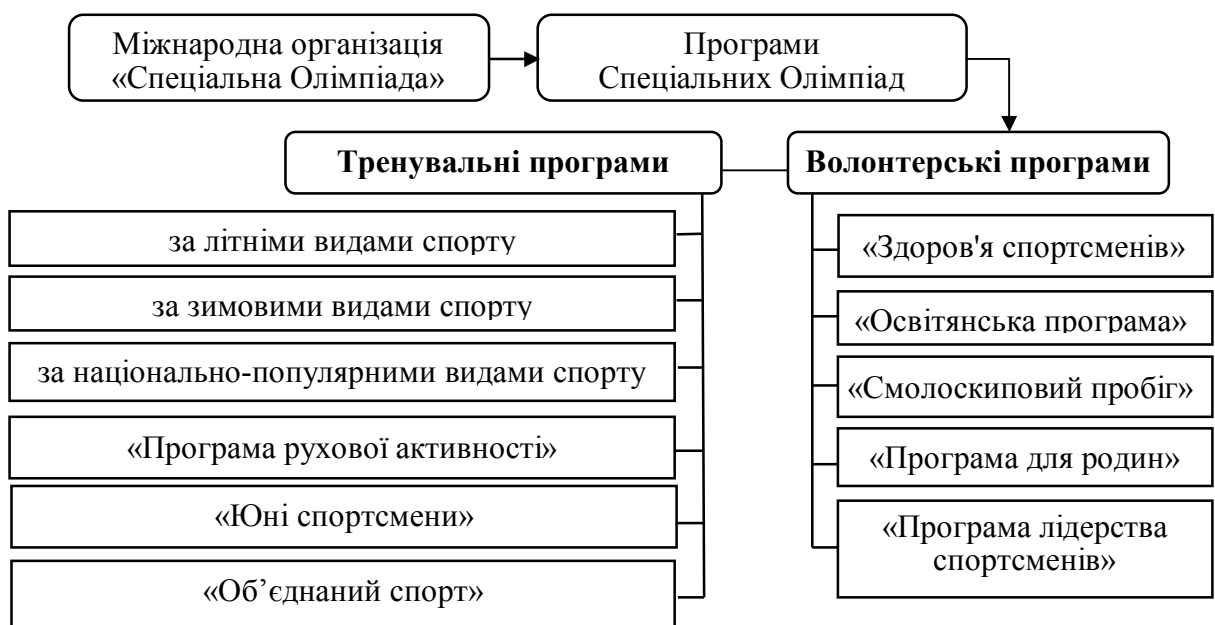 Міжнародна організація
«Спеціальна Олімпіада»
Програми
Спеціальних Олімпіад
Тренувальні програми
за літніми видами спорту
за зимовими видами спорту
за національно-популярними видами спорту
«Програма рухової активності»
«Юні спортсмени»
«Об’єднаний спорт»
Волонтерські програми
«Здоров'я спортсменів»
«Освітянська програма»
«Смолоскиповий пробіг»
«Програма для родин»
«Програма лідерства
спортсменів»